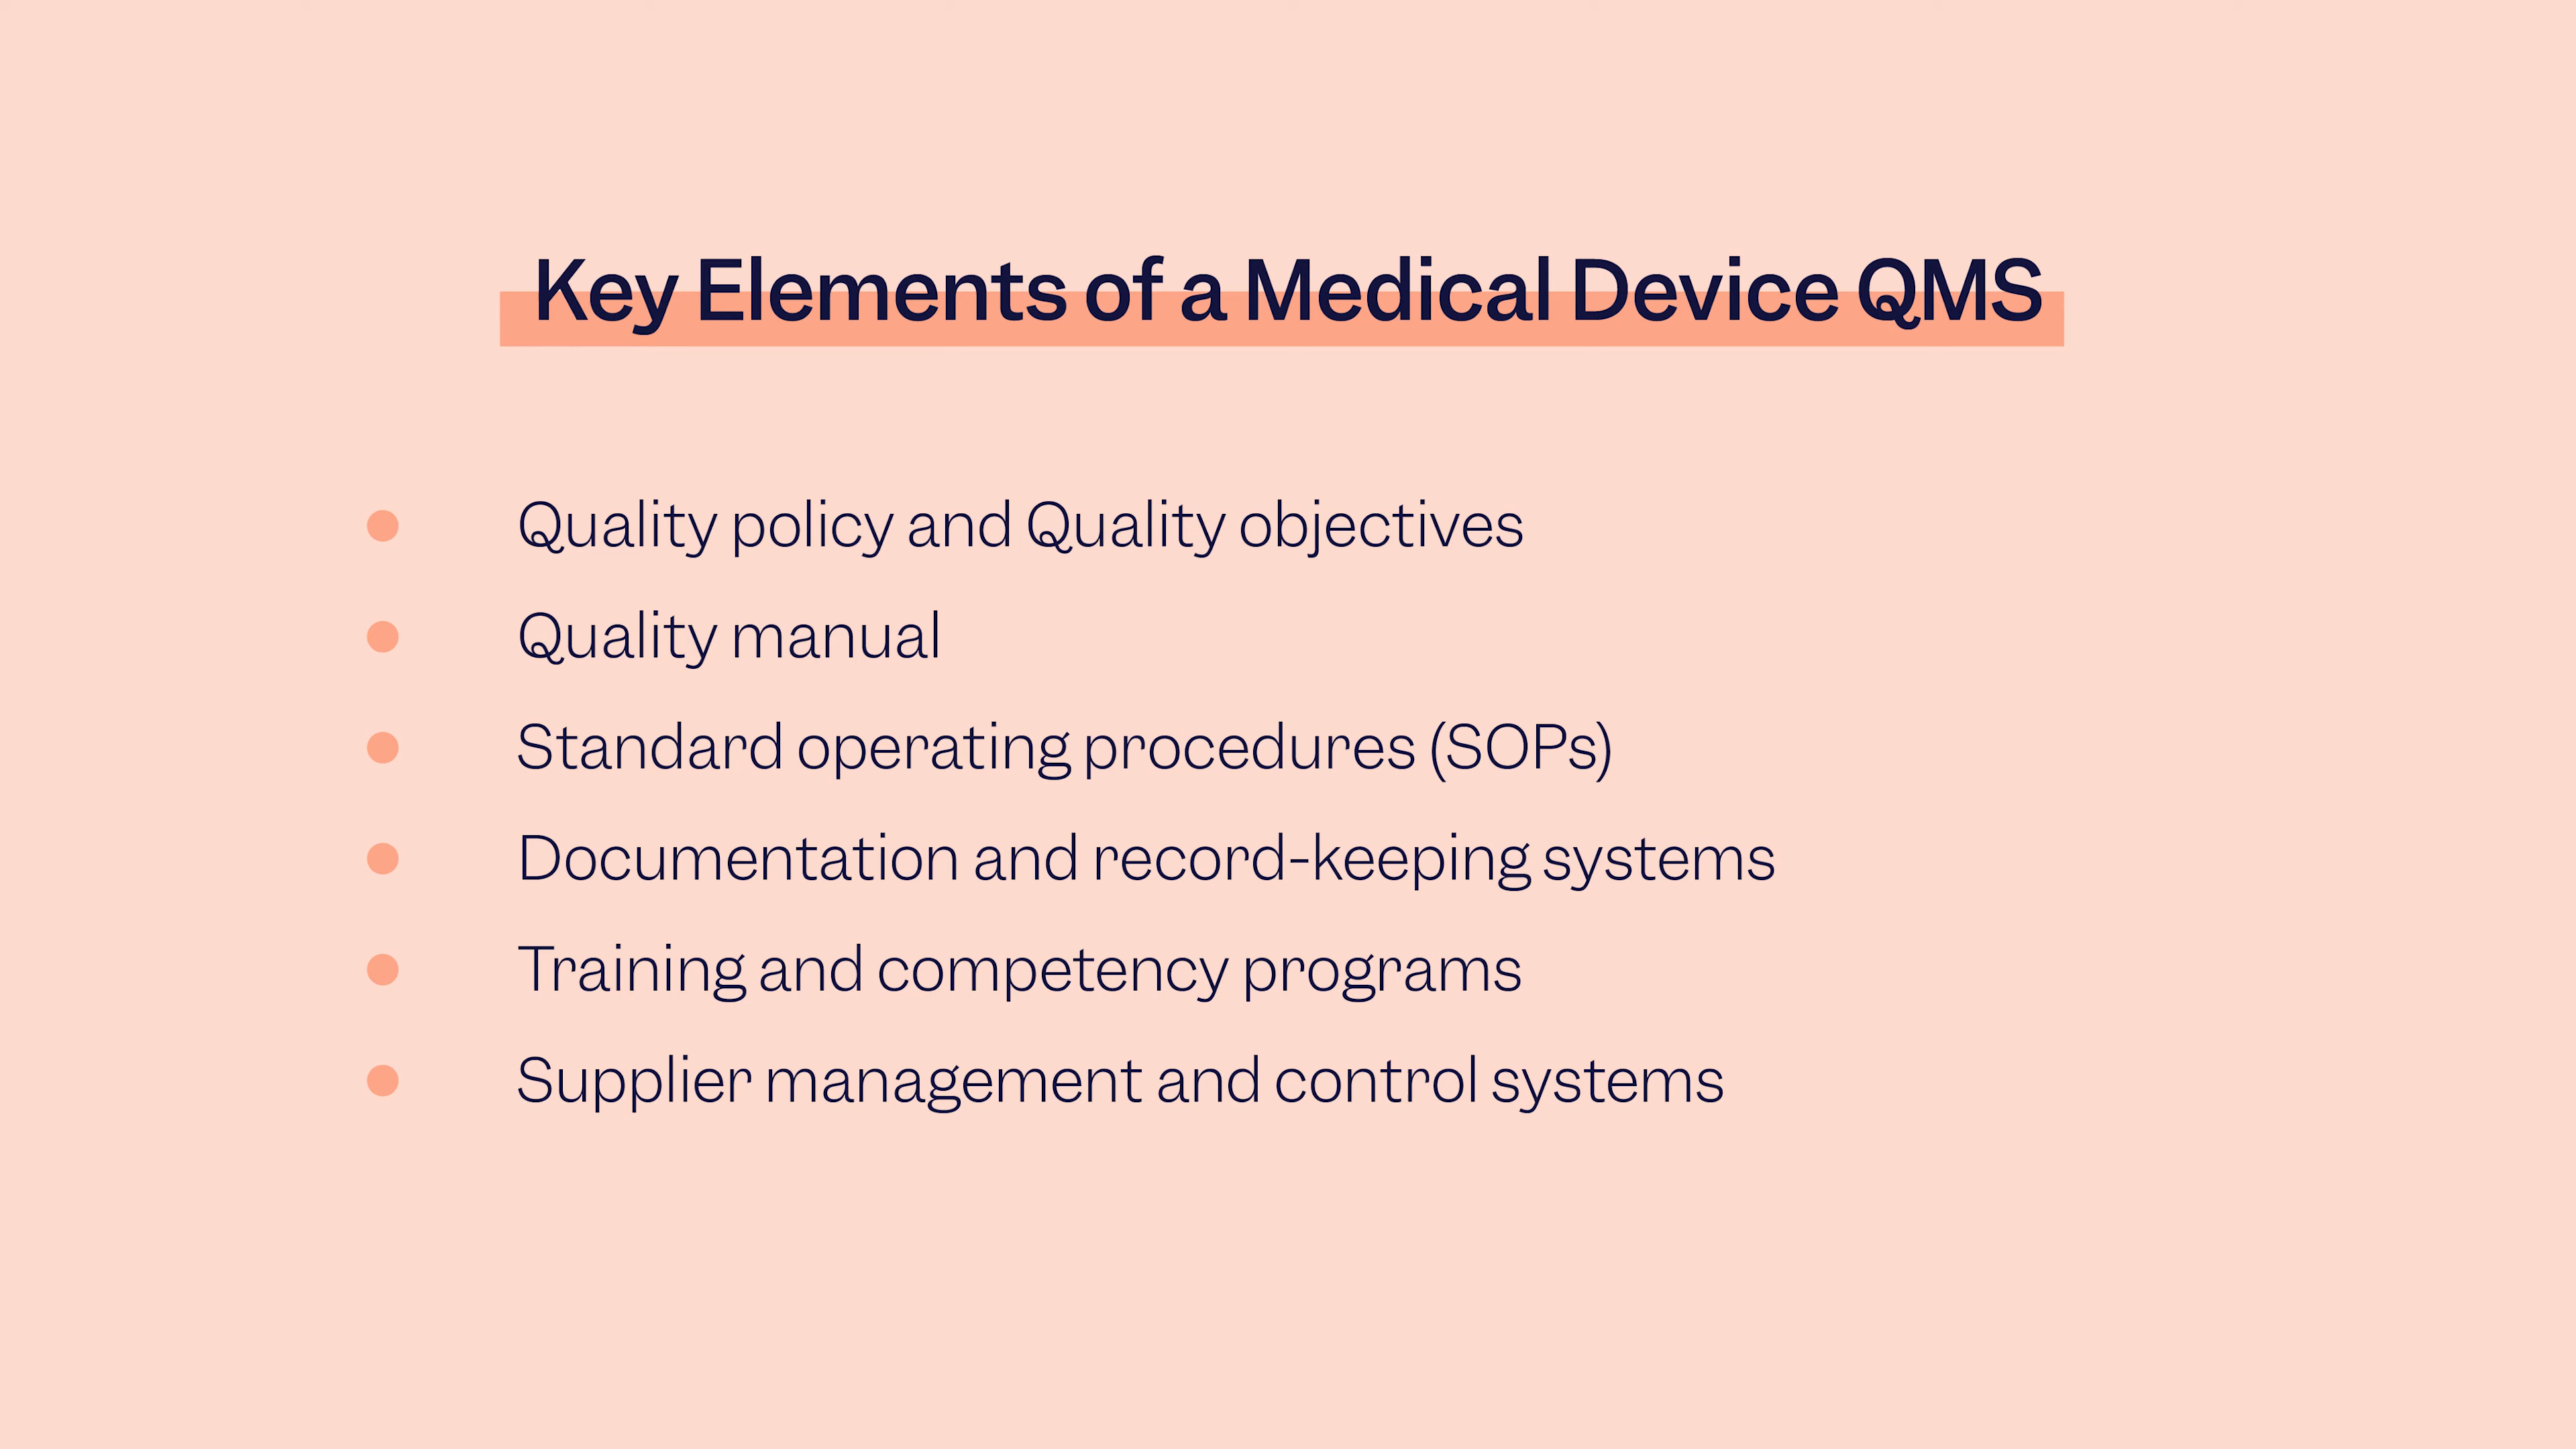 Key Elements of a Medical Device QMS
Quality policy and Quality objectives
Quality manual
Standard operating procedures (SOPs)
Documentation and record-keeping systems
Training and competency programs
Supplier management and control systems